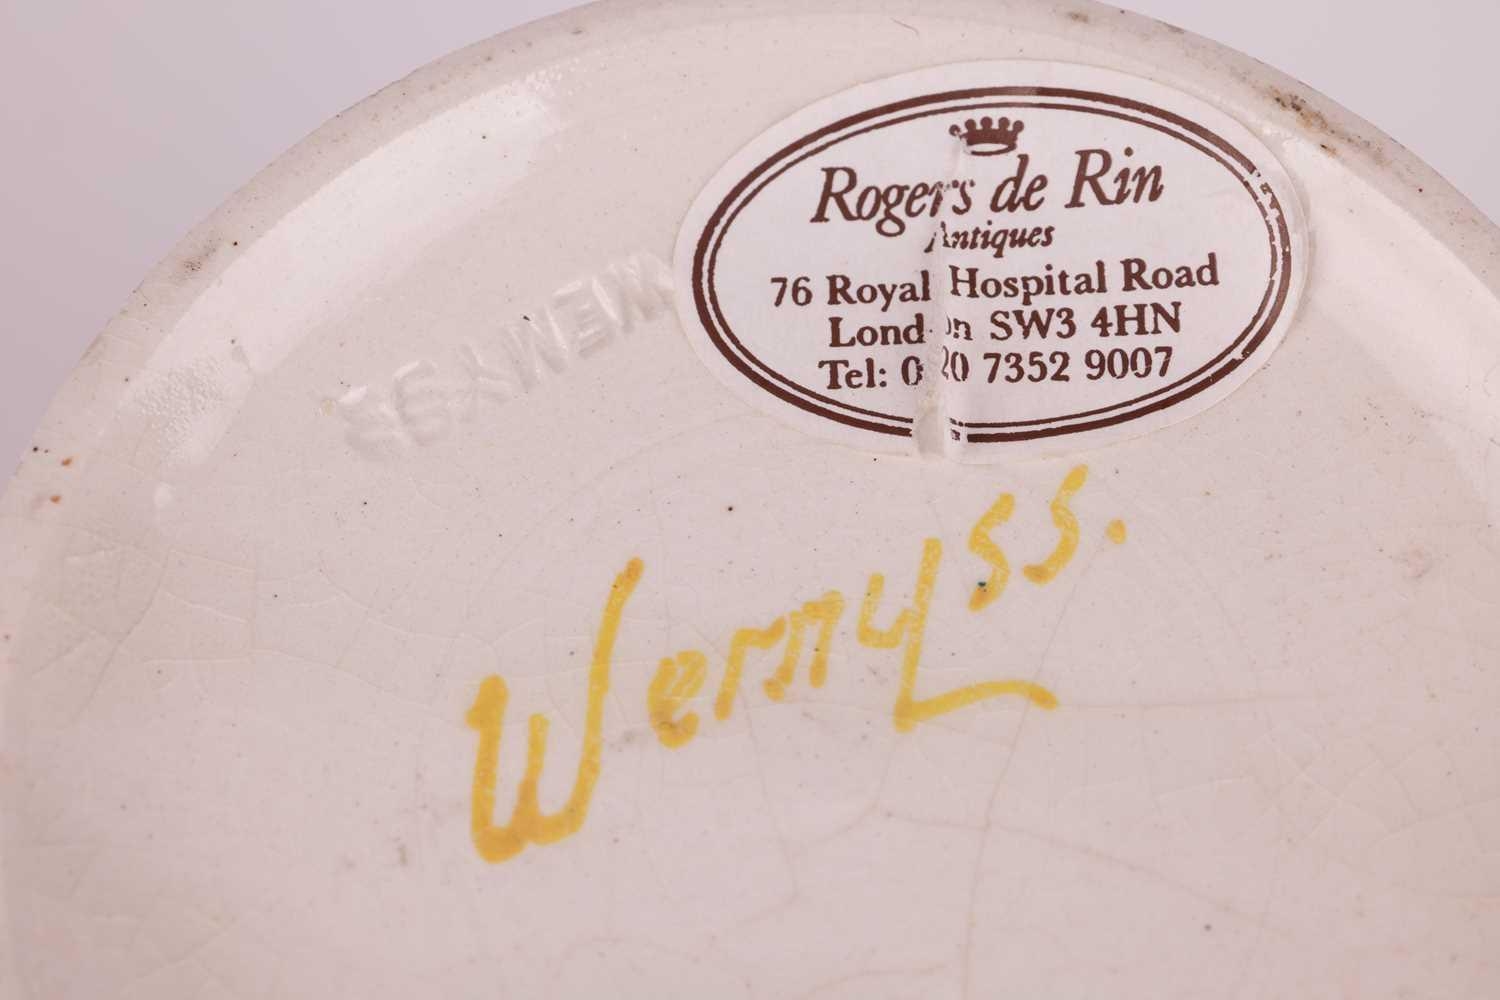 Rogers de Rin
Antiques
76 Royal Hospital Road
London SW3 4HN
Tel: 020 7352 9007
WEMYSS
Wemyss.